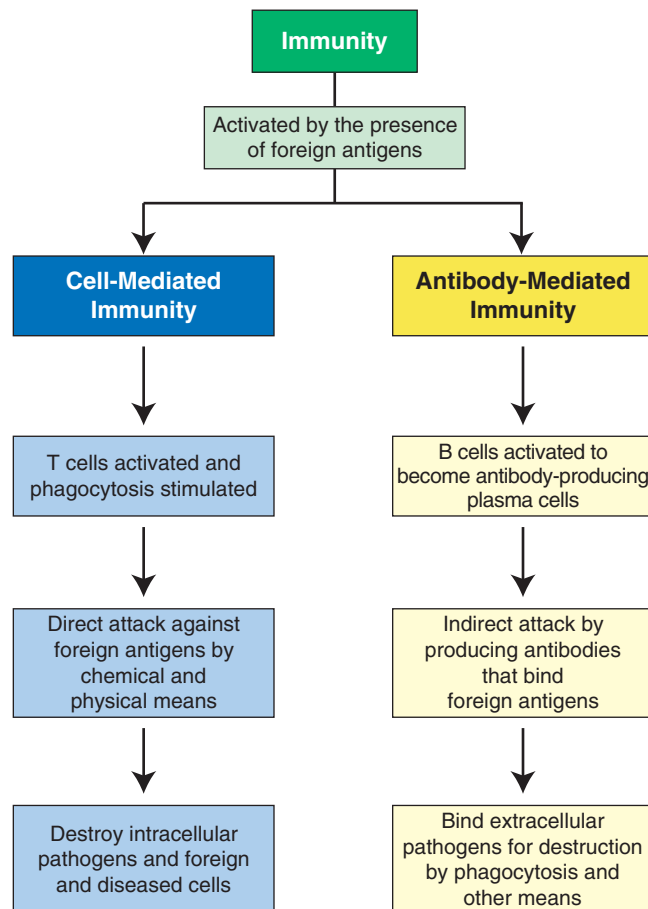 Immunity
Activated by the presence
of foreign antigens
Cell-Mediated
Immunity
T cells activated and
phagocytosis stimulated
Direct attack against
foreign antigens by
chemical and
physical means
Destroy intracellular
pathogens and foreign
and diseased cells
Antibody-Mediated
Immunity
B cells activated to
become antibody-producing
plasma cells
Indirect attack by
producing antibodies
that bind
foreign antigens
Bind extracellular
pathogens for destruction
by phagocytosis and
other means